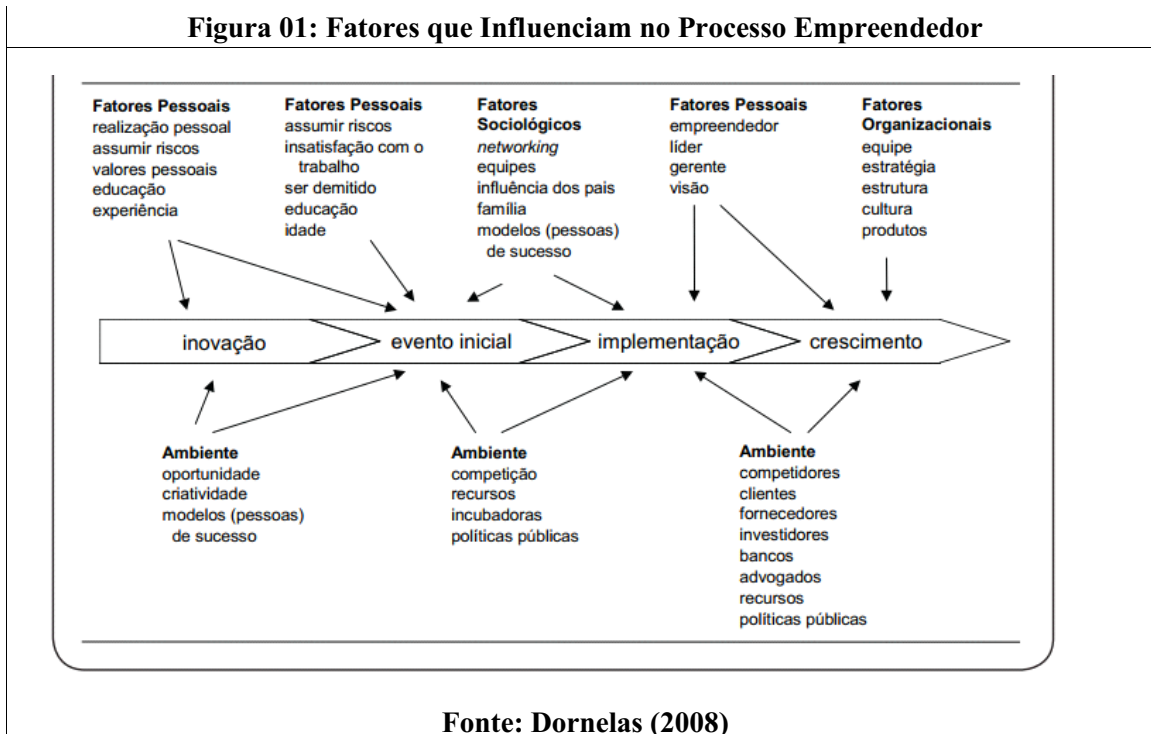 Figura 01: Fatores que Influenciam no Processo Empreendedor
Fatores Pessoais
realização pessoal
assumir riscos
valores pessoais
educação
experiência
Fatores Pessoais
assumir riscos
insatisfação com o
trabalho
ser demitido
educação
idade
Fatores
Sociológicos
networking
equipes
influência dos pais
família
modelos (pessoas)
de sucesso
Fatores Pessoais
empreendedor
líder
gerente
visão
Fatores
Organizacionais
equipe
estratégia
estrutura
cultura
produtos
inovação
evento inicial
implementação
crescimento
Ambiente
oportunidade
criatividade
modelos (pessoas)
de sucesso
Ambiente
competição
recursos
incubadoras
políticas públicas
Ambiente
competidores
clientes
fornecedores
investidores
bancos
advogados
recursos
políticas públicas
Fonte: Dornelas (2008)